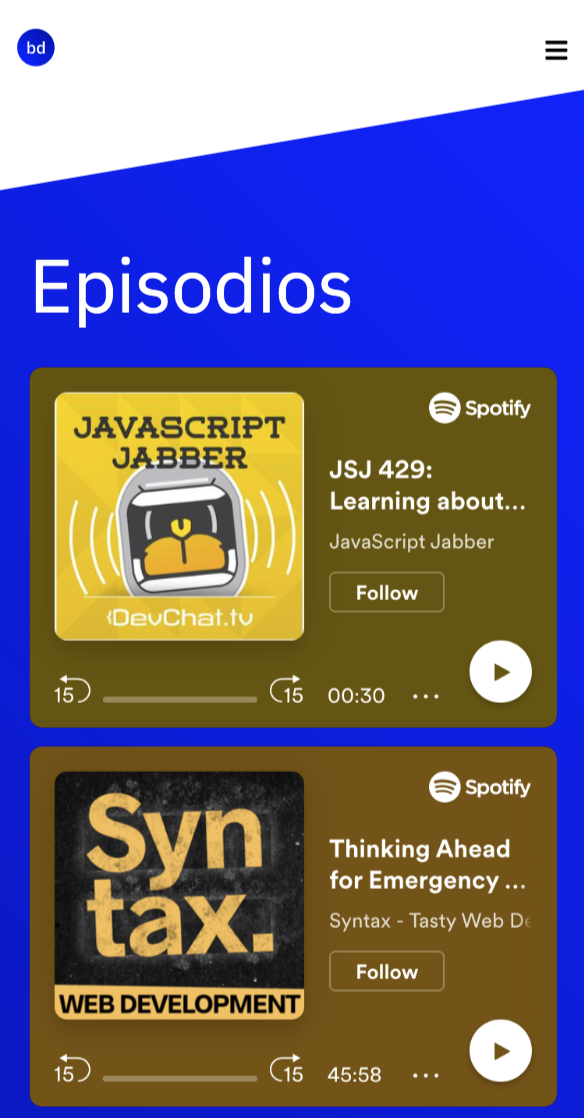 bd
Episodios
JAVASCRIPT
JABBER
{DevChat.tv
Spotify
JSJ 429:
Learning about...
JavaScript Jabber
Follow
15
15
00:30
...
Syn
tax.
WEB DEVELOPMENT
Spotify
Thinking Ahead
for Emergency ...
Syntax - Tasty Web De
Follow
15
15
45:58
...